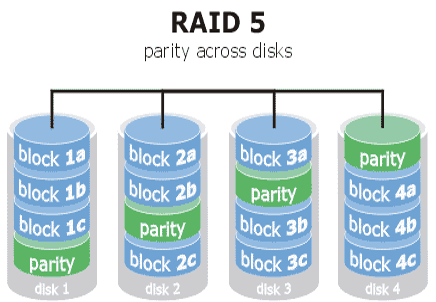 RAID 5
parity across disks
block 1a block 2a block 3a parity
block 1b block 2b parity block 4a
block 1c parity block 3b block 4b
parity block 2c block 3c block 4c
disk 1 disk 2 disk 3 disk 4